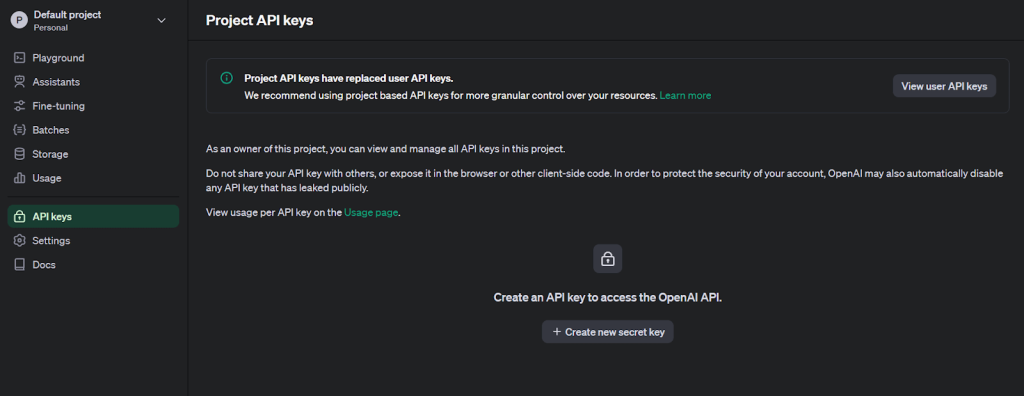 P
Default project
Personal
Playground
Assistants
Fine-tuning
Batches
Storage
Usage
API keys
Settings
Docs
Project API keys
Project API keys have replaced user API keys.
We recommend using project based API keys for more granular control over your resources. Learn more
View user API keys
As an owner of this project, you can view and manage all API keys in this project.
Do not share your API key with others, or expose it in the browser or other client-side code. In order to protect the security of your account, OpenAI may also automatically disable
any API key that has leaked publicly.
View usage per API key on the Usage page.
Create an API key to access the OpenAI API.
+ Create new secret key